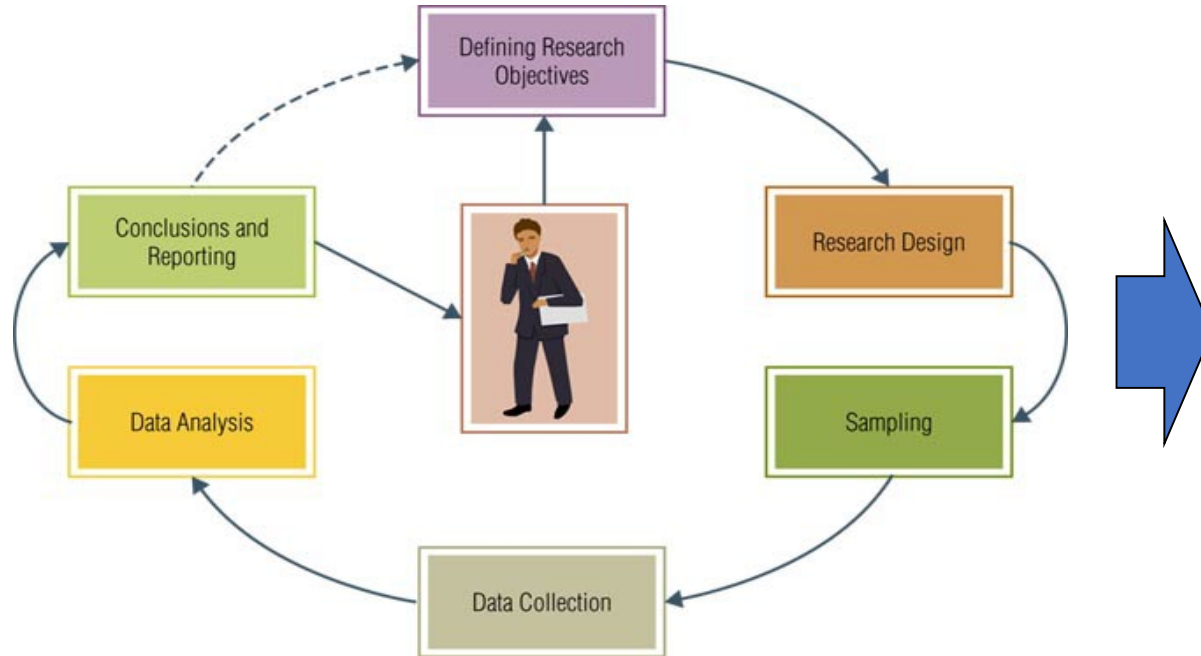 Defining Research
Objectives
Conclusions and
Reporting
Research Design
Data Analysis
Sampling
Data Collection